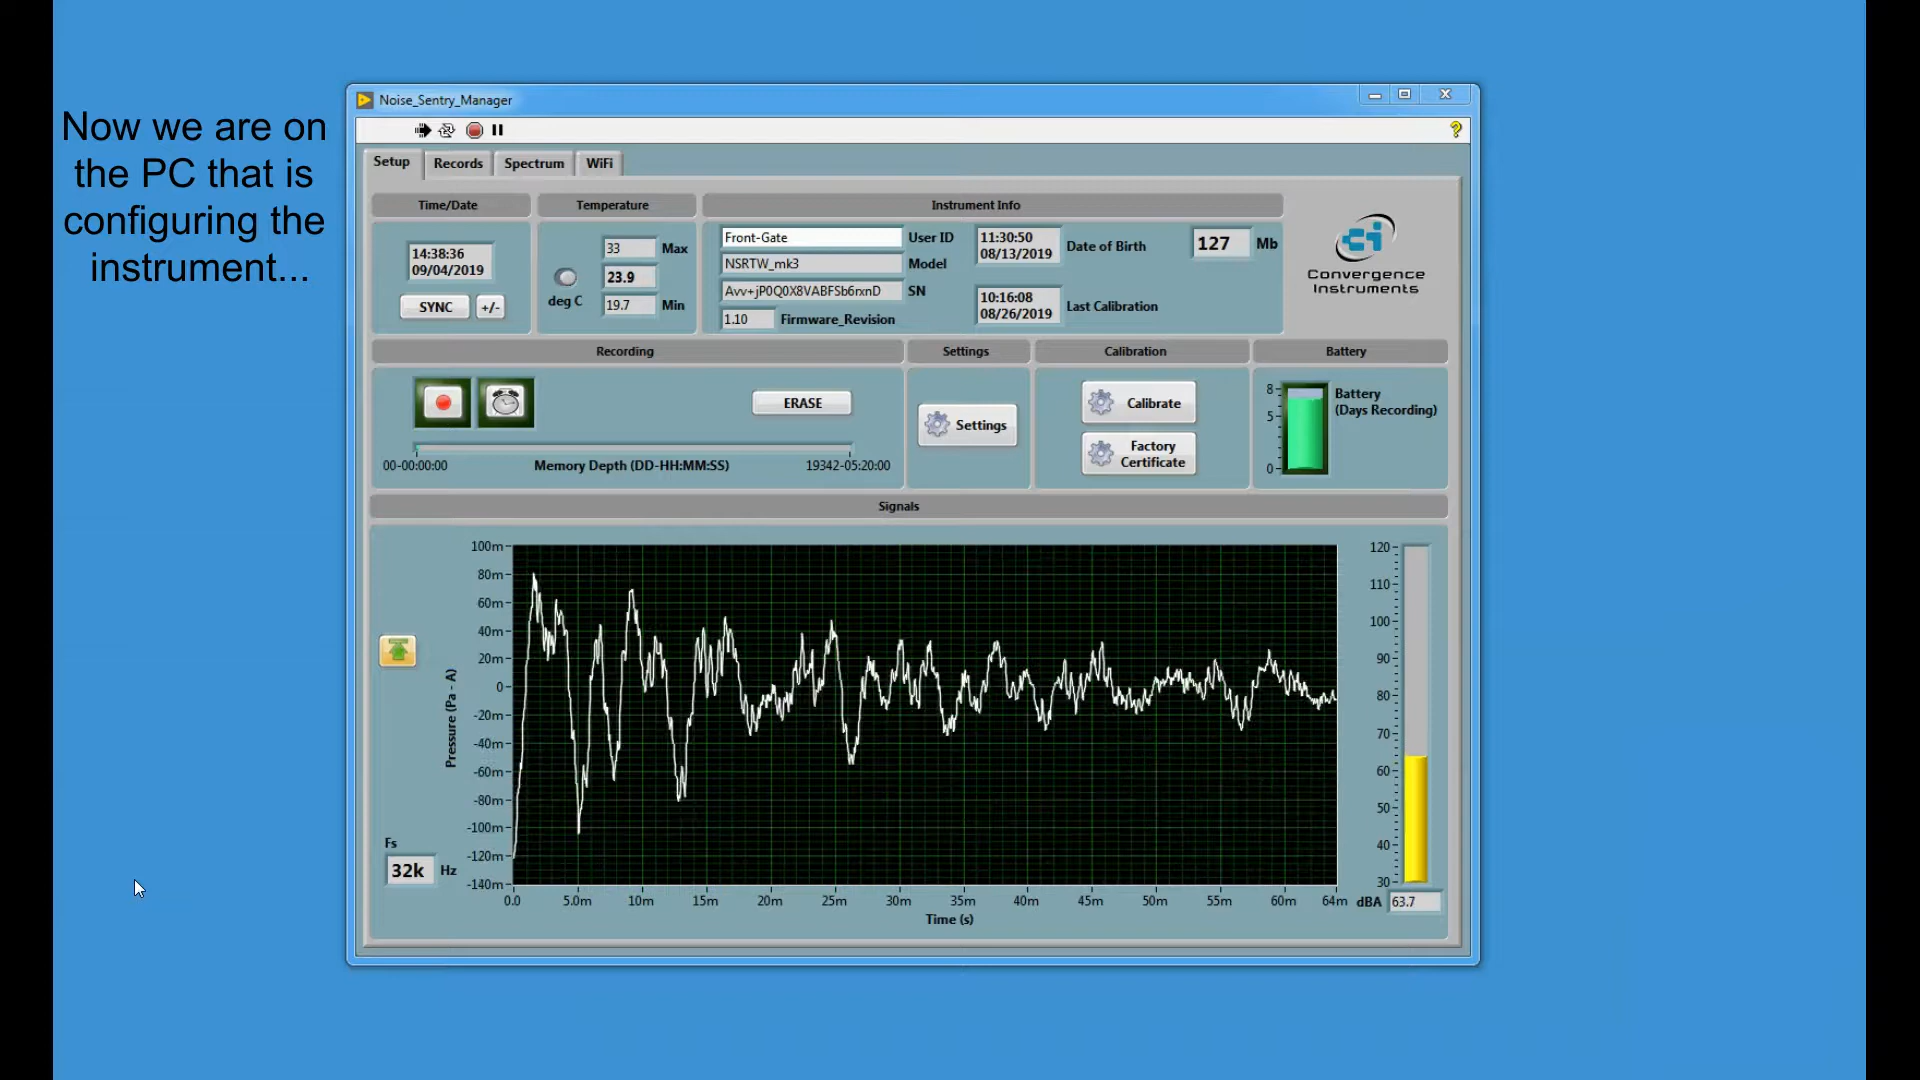 Now we are on
the PC that is
configuring the
instrument...
Noise_Sentry_Manager
Setup
Records
Spectrum
WiFi
Time/Date
Temperature
Instrument Info
14:38:36
09/04/2019
SYNC
+/-
deg C
33
Max
23.9
19.7
Min
Front-Gate
User ID
NSRTW_mk3
Model
Avv+jP0Q0X8VABFSb6rxnD
SN
1.10
Firmware_Revision
11:30:50
08/13/2019
Date of Birth
10:16:08
08/26/2019
Last Calibration
127
Mb
Convergence
Instruments
Recording
Settings
Calibration
Battery
ERASE
00-00:00:00
Memory Depth (DD-HH:MM:SS)
19342-05:20:00
Settings
Calibrate
Factory
Certificate
8
5
0
Battery
(Days Recording)
Signals
100m
80m
60m
40m
20m
0
-20m
-40m
-60m
-80m
-100m
-120m
-140m
Pressure (Pa - A)
Fs
32k
Hz
0.0
5.0m
10m
15m
20m
25m
30m
35m
40m
45m
50m
55m
60m
64m
Time (s)
120
110
100
90
80
70
60
50
40
30
dBA
63.7